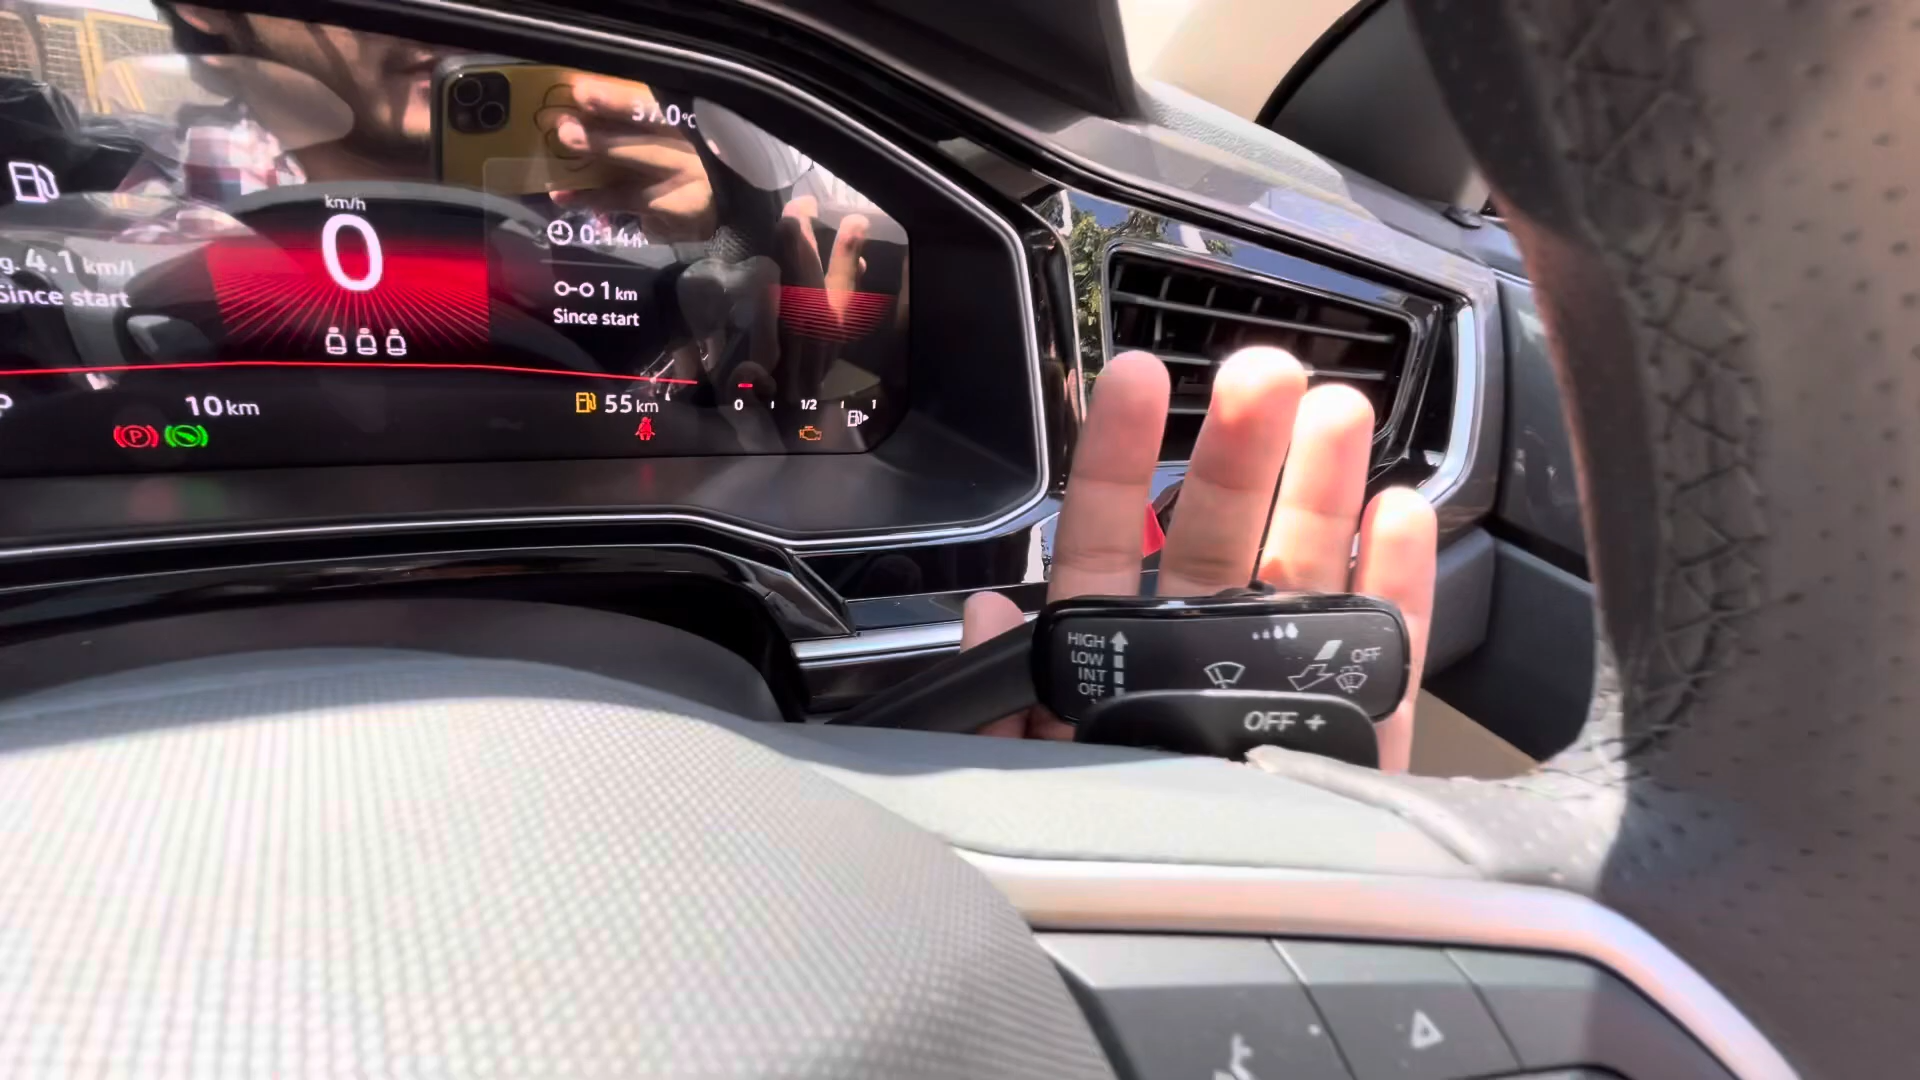 37.0°C
km/h
0
0:14h
g. 4.1 km/l
Since start
1 km
Since start
P
10 km
55 km
0 1/2 1
P
HIGH
LOW
INT
OFF
OFF
OFF +